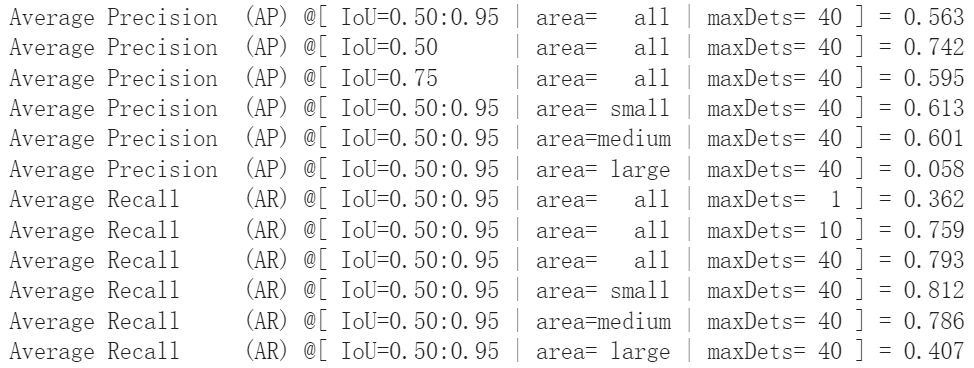 Average Precision  (AP) @[ IoU=0.50:0.95 | area=   all | maxDets= 40 ] = 0.563
Average Precision  (AP) @[ IoU=0.50      | area=   all | maxDets= 40 ] = 0.742
Average Precision  (AP) @[ IoU=0.75      | area=   all | maxDets= 40 ] = 0.595
Average Precision  (AP) @[ IoU=0.50:0.95 | area= small | maxDets= 40 ] = 0.613
Average Precision  (AP) @[ IoU=0.50:0.95 | area=medium | maxDets= 40 ] = 0.601
Average Precision  (AP) @[ IoU=0.50:0.95 | area= large | maxDets= 40 ] = 0.058
Average Recall     (AR) @[ IoU=0.50:0.95 | area=   all | maxDets=  1 ] = 0.362
Average Recall     (AR) @[ IoU=0.50:0.95 | area=   all | maxDets= 10 ] = 0.759
Average Recall     (AR) @[ IoU=0.50:0.95 | area=   all | maxDets= 40 ] = 0.793
Average Recall     (AR) @[ IoU=0.50:0.95 | area= small | maxDets= 40 ] = 0.812
Average Recall     (AR) @[ IoU=0.50:0.95 | area=medium | maxDets= 40 ] = 0.786
Average Recall     (AR) @[ IoU=0.50:0.95 | area= large | maxDets= 40 ] = 0.407